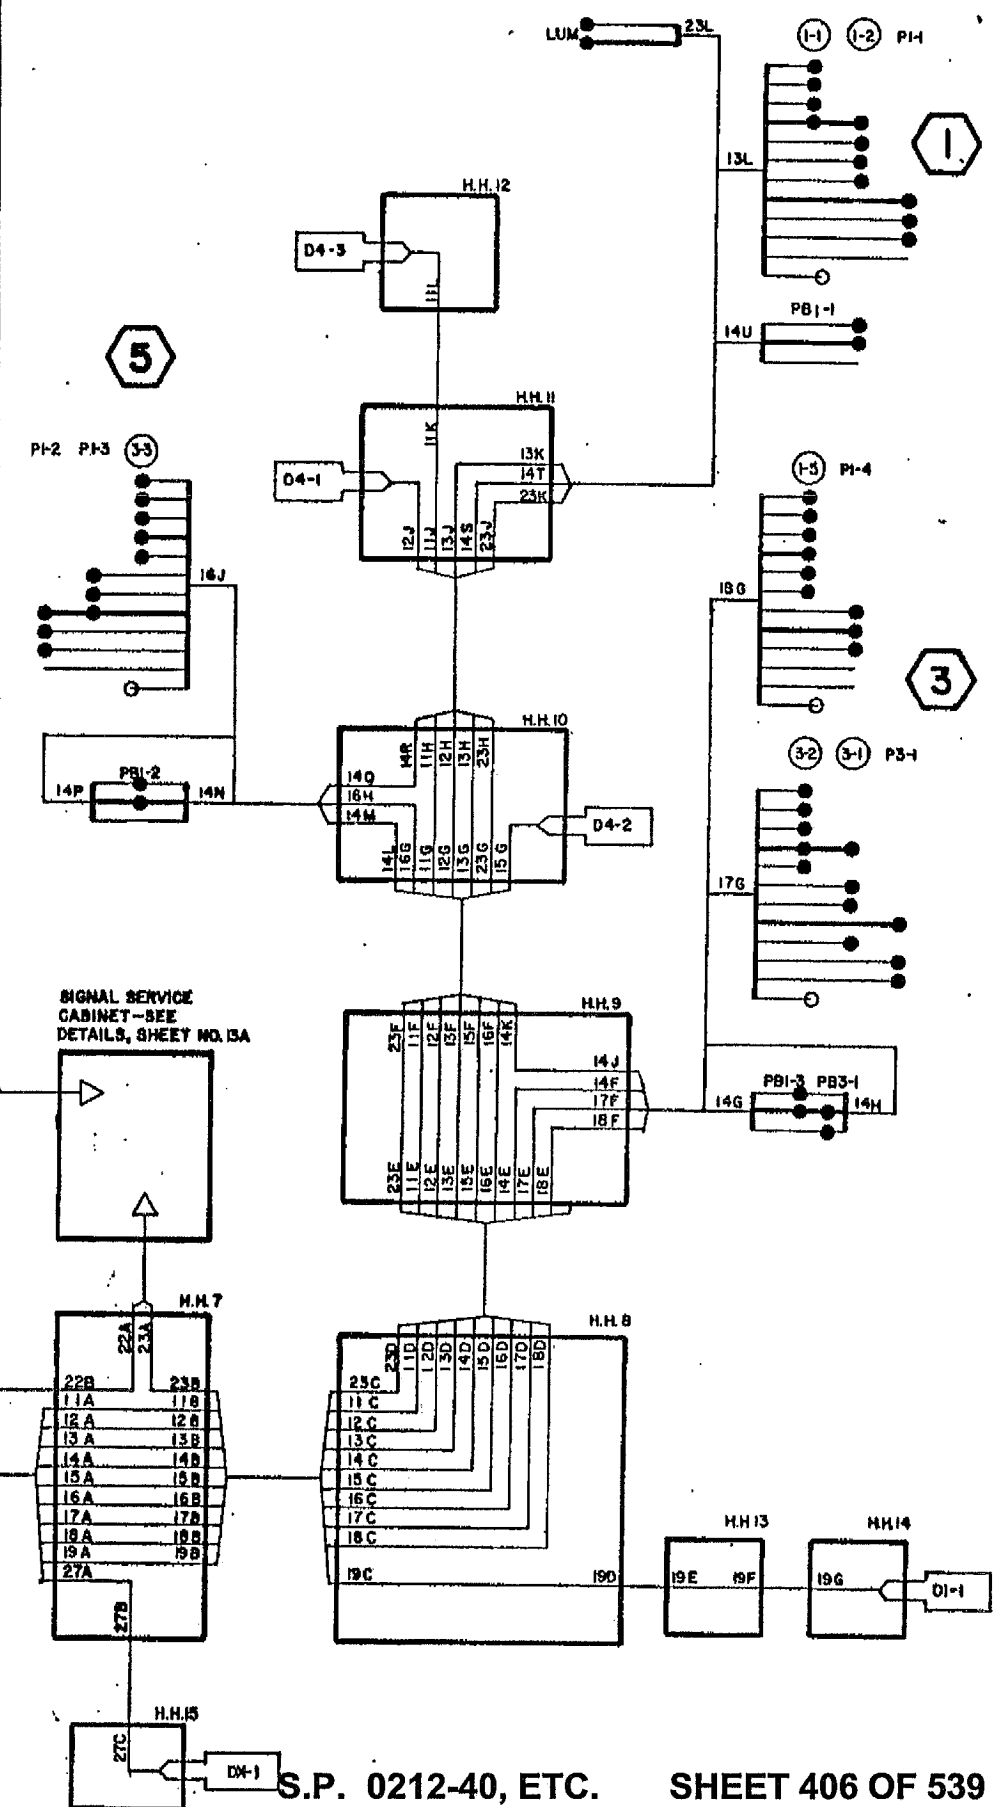 LUM 23L
1-1 1-2 P1-1
1
13L
H.H.12
D4-3
11L
PB1-1
14U
5
H.H.11
11K
13K
14T
23K
D4-1
12J 11J 13J 14S 23J
P1-2 P1-3 3-3
16J
1-5 P1-4
18G
3
H.H.10
14R 11H 12H 13H 23H
14Q
16H
14M
PB1-2
14P 14N
D4-2
14L 16G 11G 12G 13G 23G 15G
3-2 3-1 P3-1
17G
SIGNAL SERVICE
CABINET-SEE
DETAILS, SHEET NO. 13A
H.H.9
23F 11F 12F 13F 15F 16F 14K
14J
14F
17F
18F
PB1-3 PB3-1
14G 14H
23E 11E 12E 13E 15E 16E 14E 17E 18E
H.H.7
22A 23A
22B 23B
11A 11B
12A 12B
13A 13B
14A 14B
15A 15B
16A 16B
17A 17B
18A 18B
19A 19B
27A
27B
H.H.8
23D 11D 12D 13D 14D 15D 16D 17D 18D
23C
11C
12C
13C
14C
15C
16C
17C
18C
19C 19D
H.H.13
19E 19F
H.H.14
19G
D1-1
H.H.15
27C
DX-1
S.P. 0212-40, ETC. SHEET 406 OF 539